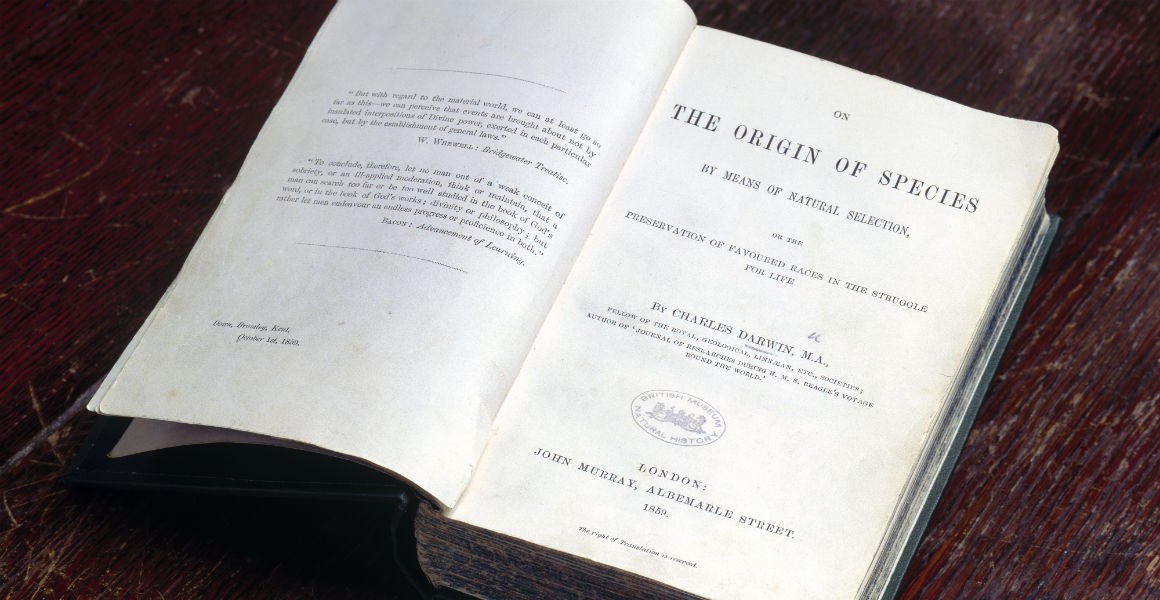 "But with regard to the material world, we can at least go so
far as this—we can perceive that events are brought about not by
insulated interpositions of Divine power, exerted in each particular
case, but by the establishment of general laws."
W. WHEWELL: Bridgewater Treatise.
"To conclude, therefore, let no man out of a weak conceit of
sobriety, or an ill-applied moderation, think or maintain, that a
man can search too far or be too well studied in the book of God's
word, or in the book of God's works; divinity or philosophy; but
rather let men endeavour an endless progress or proficience in both."
BACON: Advancement of Learning.
Down, Bromley, Kent,
October 1st, 1859.
ON
THE ORIGIN OF SPECIES
BY MEANS OF NATURAL SELECTION,
OR THE
PRESERVATION OF FAVOURED RACES IN THE STRUGGLE
FOR LIFE
By CHARLES DARWIN, M.A.,
FELLOW OF THE ROYAL, GEOLOGICAL, LINNÆAN, ETC., SOCIETIES;
AUTHOR OF 'JOURNAL OF RESEARCHES DURING H. M. S. BEAGLE'S VOYAGE
ROUND THE WORLD.'
BRITISH MUSEUM
NATURAL HISTORY
LONDON:
JOHN MURRAY, ALBEMARLE STREET.
1859.
The right of Translation is reserved.